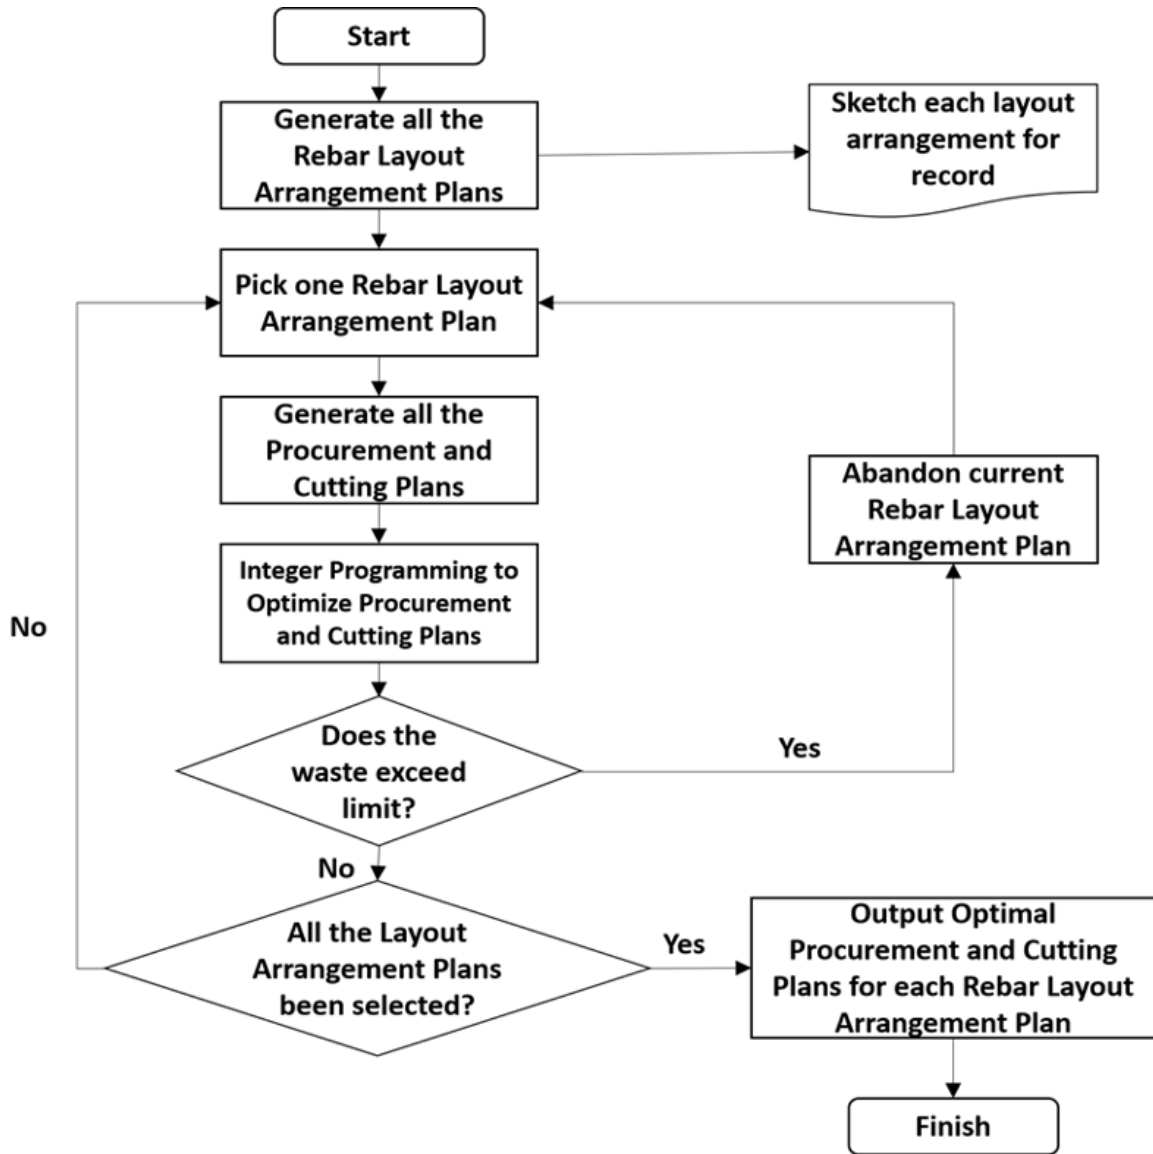 Start
Generate all the
Rebar Layout
Arrangement Plans
Sketch each layout
arrangement for
record
Pick one Rebar Layout
Arrangement Plan
Generate all the
Procurement and
Cutting Plans
Abandon current
Rebar Layout
Arrangement Plan
Integer Programming to
Optimize Procurement
and Cutting Plans
No
Does the
waste exceed
limit?
Yes
No
All the Layout
Arrangement Plans
been selected?
Yes
Output Optimal
Procurement and Cutting
Plans for each Rebar Layout
Arrangement Plan
Finish